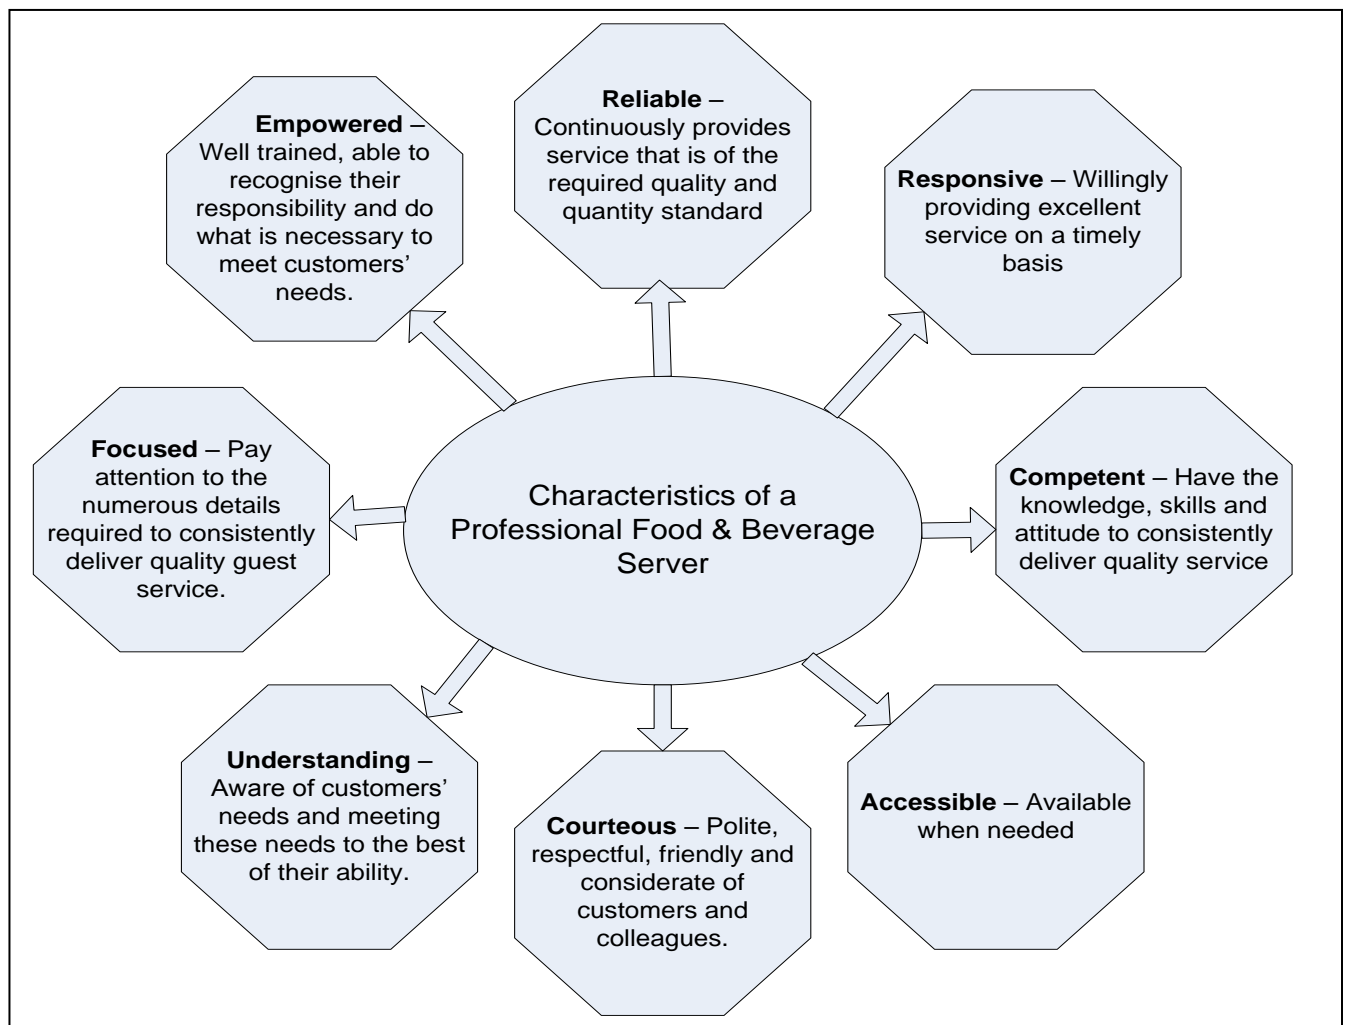 Empowered –
Well trained, able to
recognise their
responsibility and do
what is necessary to
meet customers’
needs.
Reliable –
Continuously provides
service that is of the
required quality and
quantity standard
Responsive – Willingly
providing excellent
service on a timely
basis
Focused – Pay
attention to the
numerous details
required to consistently
deliver quality guest
service.
Characteristics of a
Professional Food & Beverage
Server
Competent – Have the
knowledge, skills and
attitude to consistently
deliver quality service
Understanding –
Aware of customers’
needs and meeting
these needs to the best
of their ability.
Courteous – Polite,
respectful, friendly and
considerate of
customers and
colleagues.
Accessible – Available
when needed